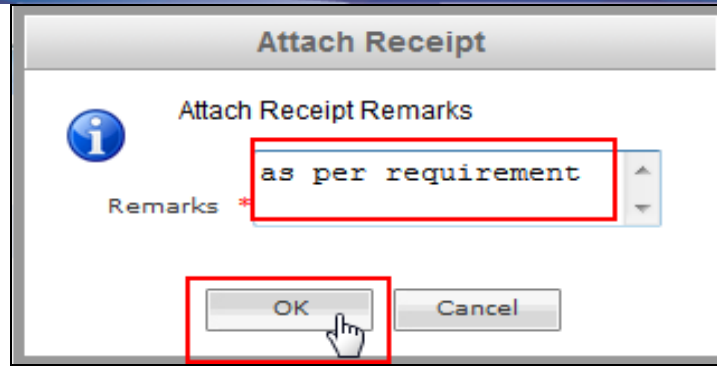 Attach Receipt
Attach Receipt Remarks
as per requirement
Remarks *
OK Cancel